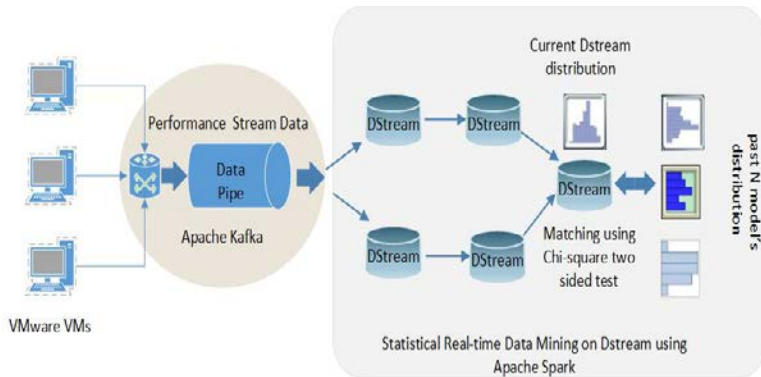 VMware VMs
Performance Stream Data
Data
Pipe
Apache Kafka
DStream
DStream
DStream
DStream
DStream
Current Dstream
distribution
past N model's
distribution
Matching using
Chi-square two
sided test
Statistical Real-time Data Mining on Dstream using
Apache Spark